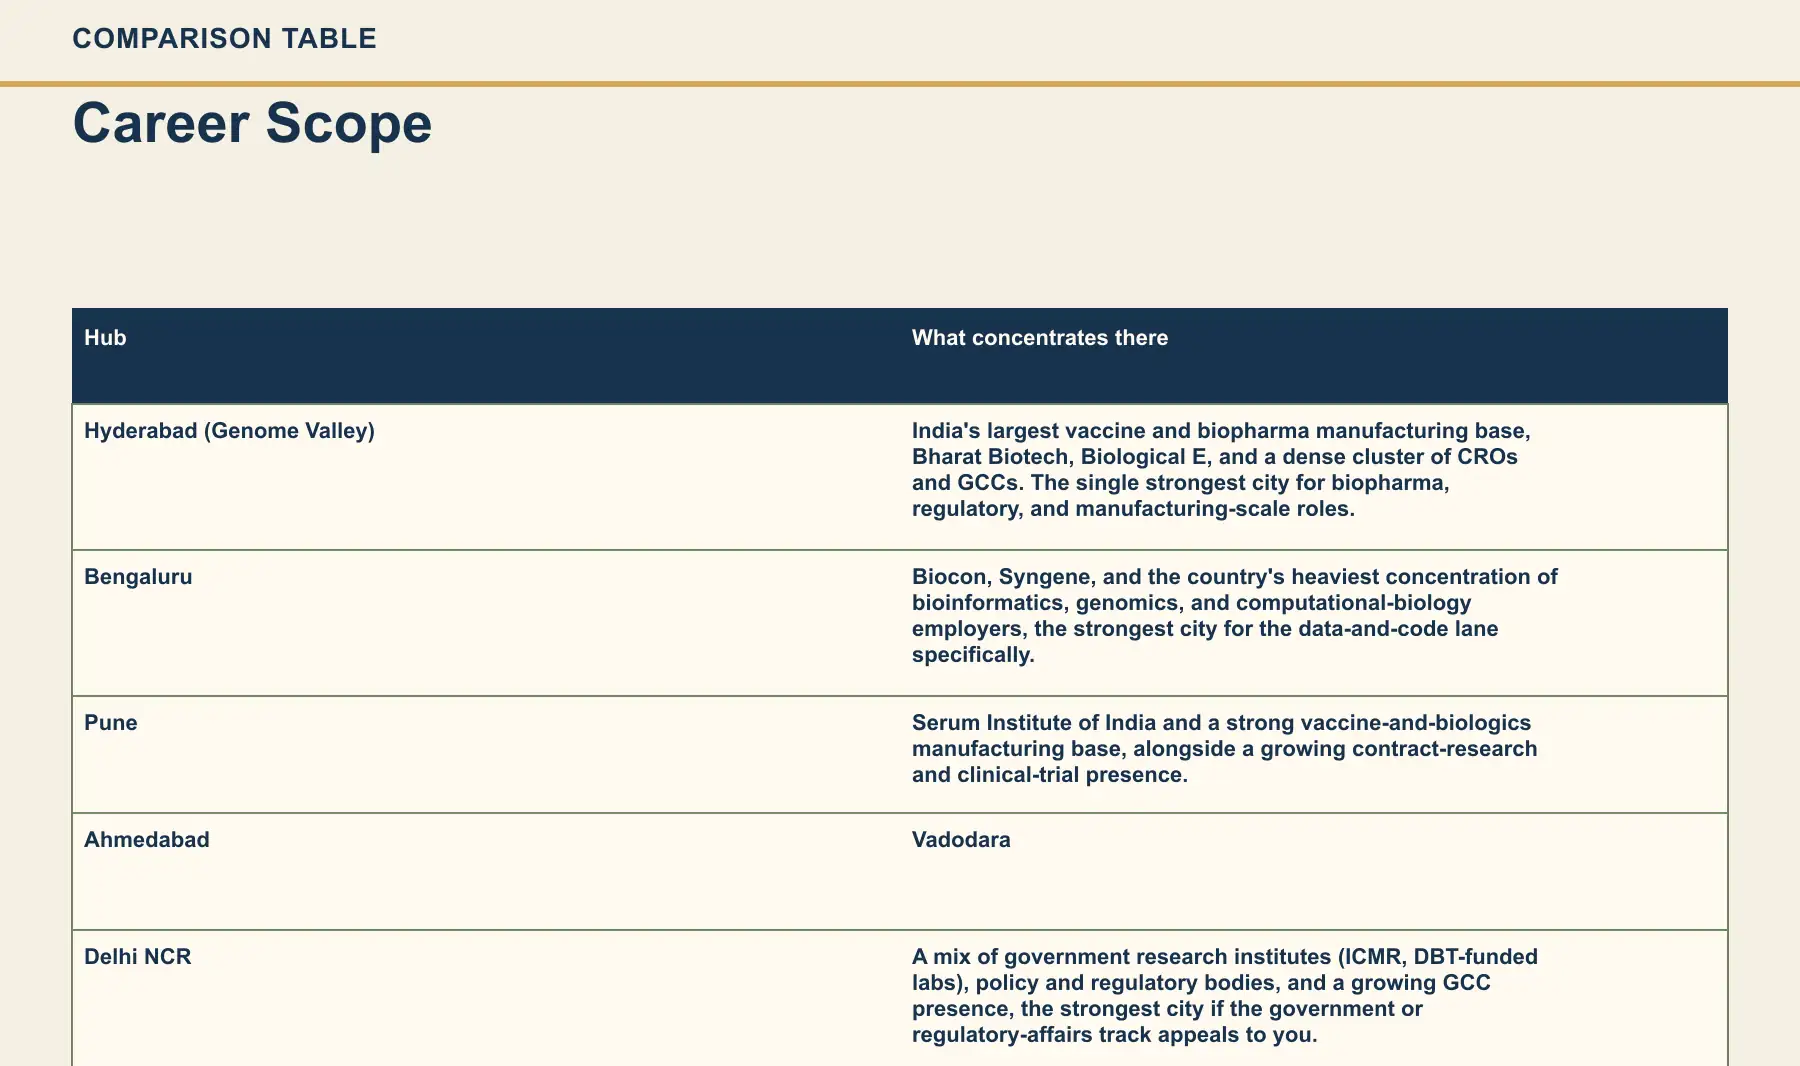 COMPARISON TABLE
Career Scope
Hub
What concentrates there
Hyderabad (Genome Valley)
India's largest vaccine and biopharma manufacturing base,
Bharat Biotech, Biological E, and a dense cluster of CROs
and GCCs. The single strongest city for biopharma,
regulatory, and manufacturing-scale roles.
Bengaluru
Biocon, Syngene, and the country's heaviest concentration of
bioinformatics, genomics, and computational-biology
employers, the strongest city for the data-and-code lane
specifically.
Pune
Serum Institute of India and a strong vaccine-and-biologics
manufacturing base, alongside a growing contract-research
and clinical-trial presence.
Ahmedabad
Vadodara
Delhi NCR
A mix of government research institutes (ICMR, DBT-funded
labs), policy and regulatory bodies, and a growing GCC
presence, the strongest city if the government or
regulatory-affairs track appeals to you.